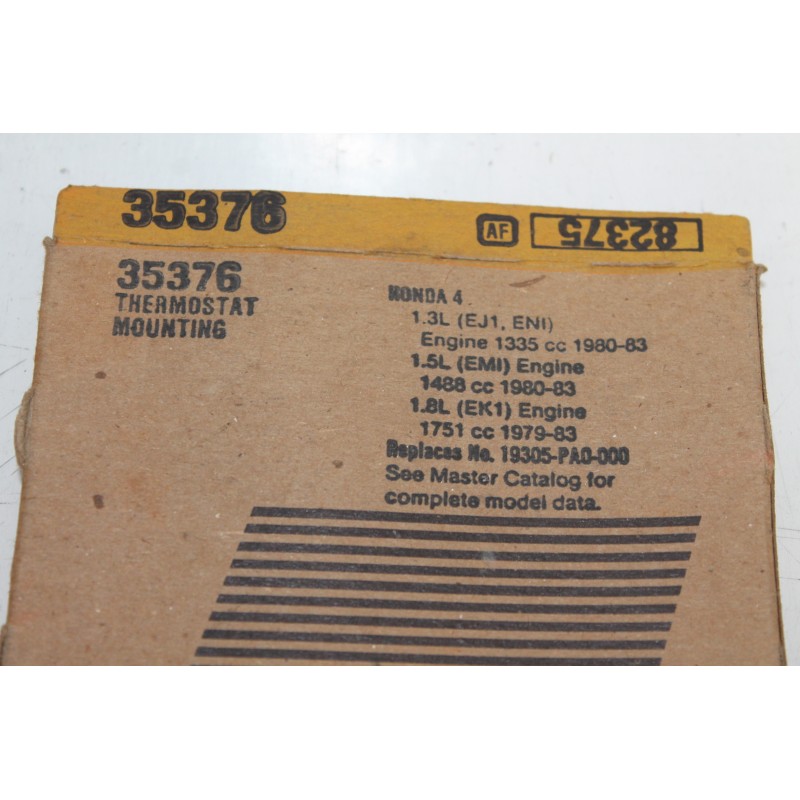 35376
AF 82375
35376
THERMOSTAT
MOUNTING
HONDA 4
1.3L (EJ1, ENI)
Engine 1335 cc 1980-83
1.5L (EMI) Engine
1488 cc 1980-83
1.8L (EK1) Engine
1751 cc 1979-83
Replaces No. 19305-PA0-000
See Master Catalog for
complete model data.